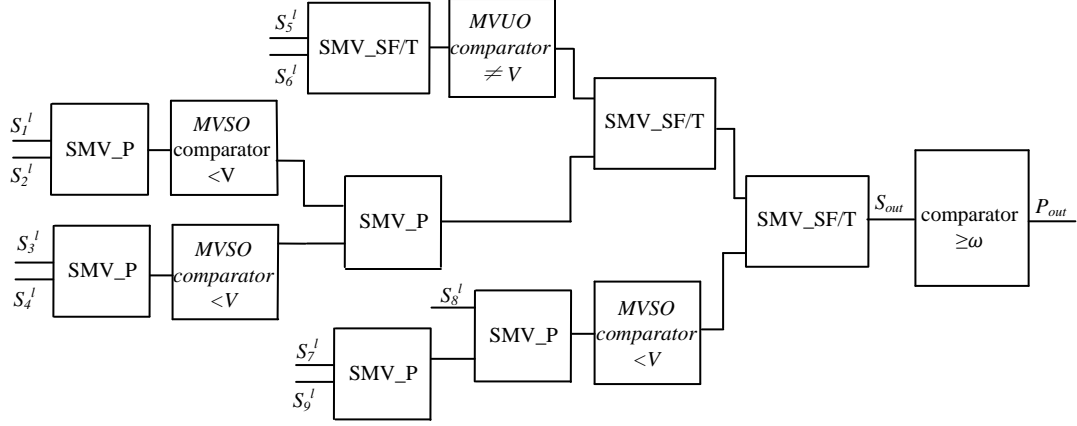 S₅ˡ
S₆ˡ
SMV_SF/T
MVUO
comparator
≠ V
SMV_SF/T
S₁ˡ
S₂ˡ
SMV_P
MVSO
comparator
<V
SMV_P
S₃ˡ
S₄ˡ
SMV_P
MVSO
comparator
<V
SMV_SF/T
Sₒᵤₜ
comparator
≥ω
Pₒᵤₜ
S₈ˡ
S₇ˡ
S₉ˡ
SMV_P
SMV_P
MVSO
comparator
<V